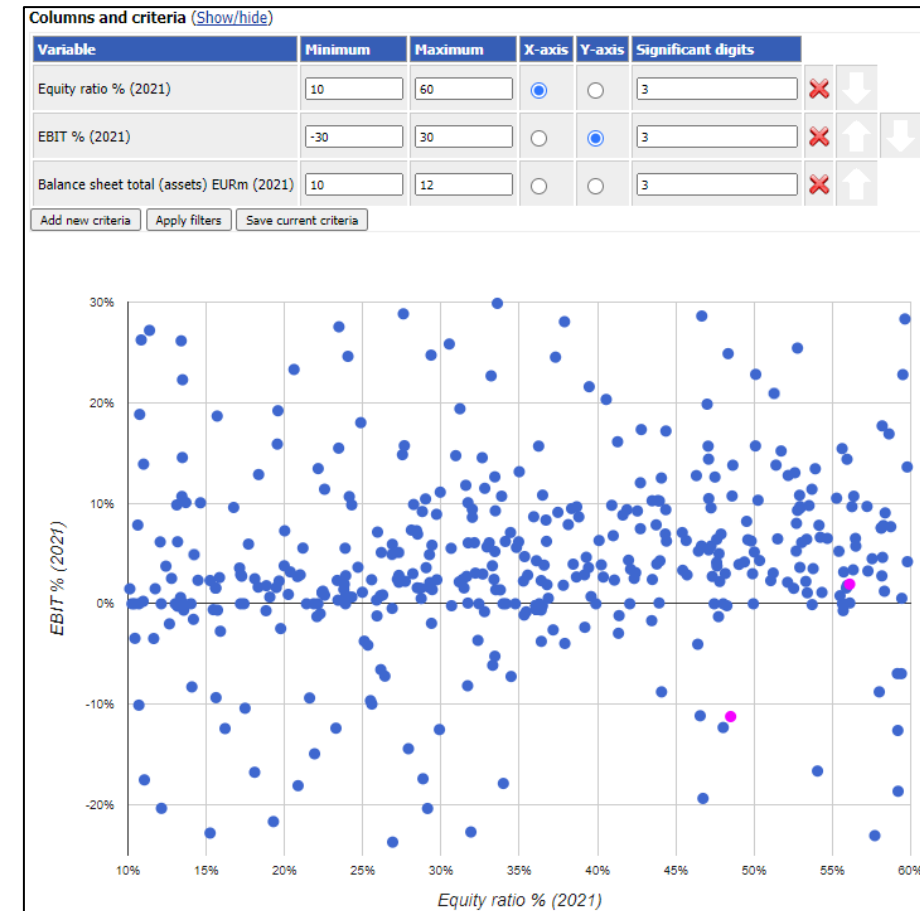 Columns and criteria (Show/hide)
Variable Minimum Maximum X-axis Y-axis Significant digits
Equity ratio % (2021) 10 60 3
EBIT % (2021) -30 30 3
Balance sheet total (assets) EURm (2021) 10 12 3
Add new criteria Apply filters Save current criteria
30%
20%
10%
0%
-10%
-20%
EBIT % (2021)
10% 15% 20% 25% 30% 35% 40% 45% 50% 55% 60%
Equity ratio % (2021)